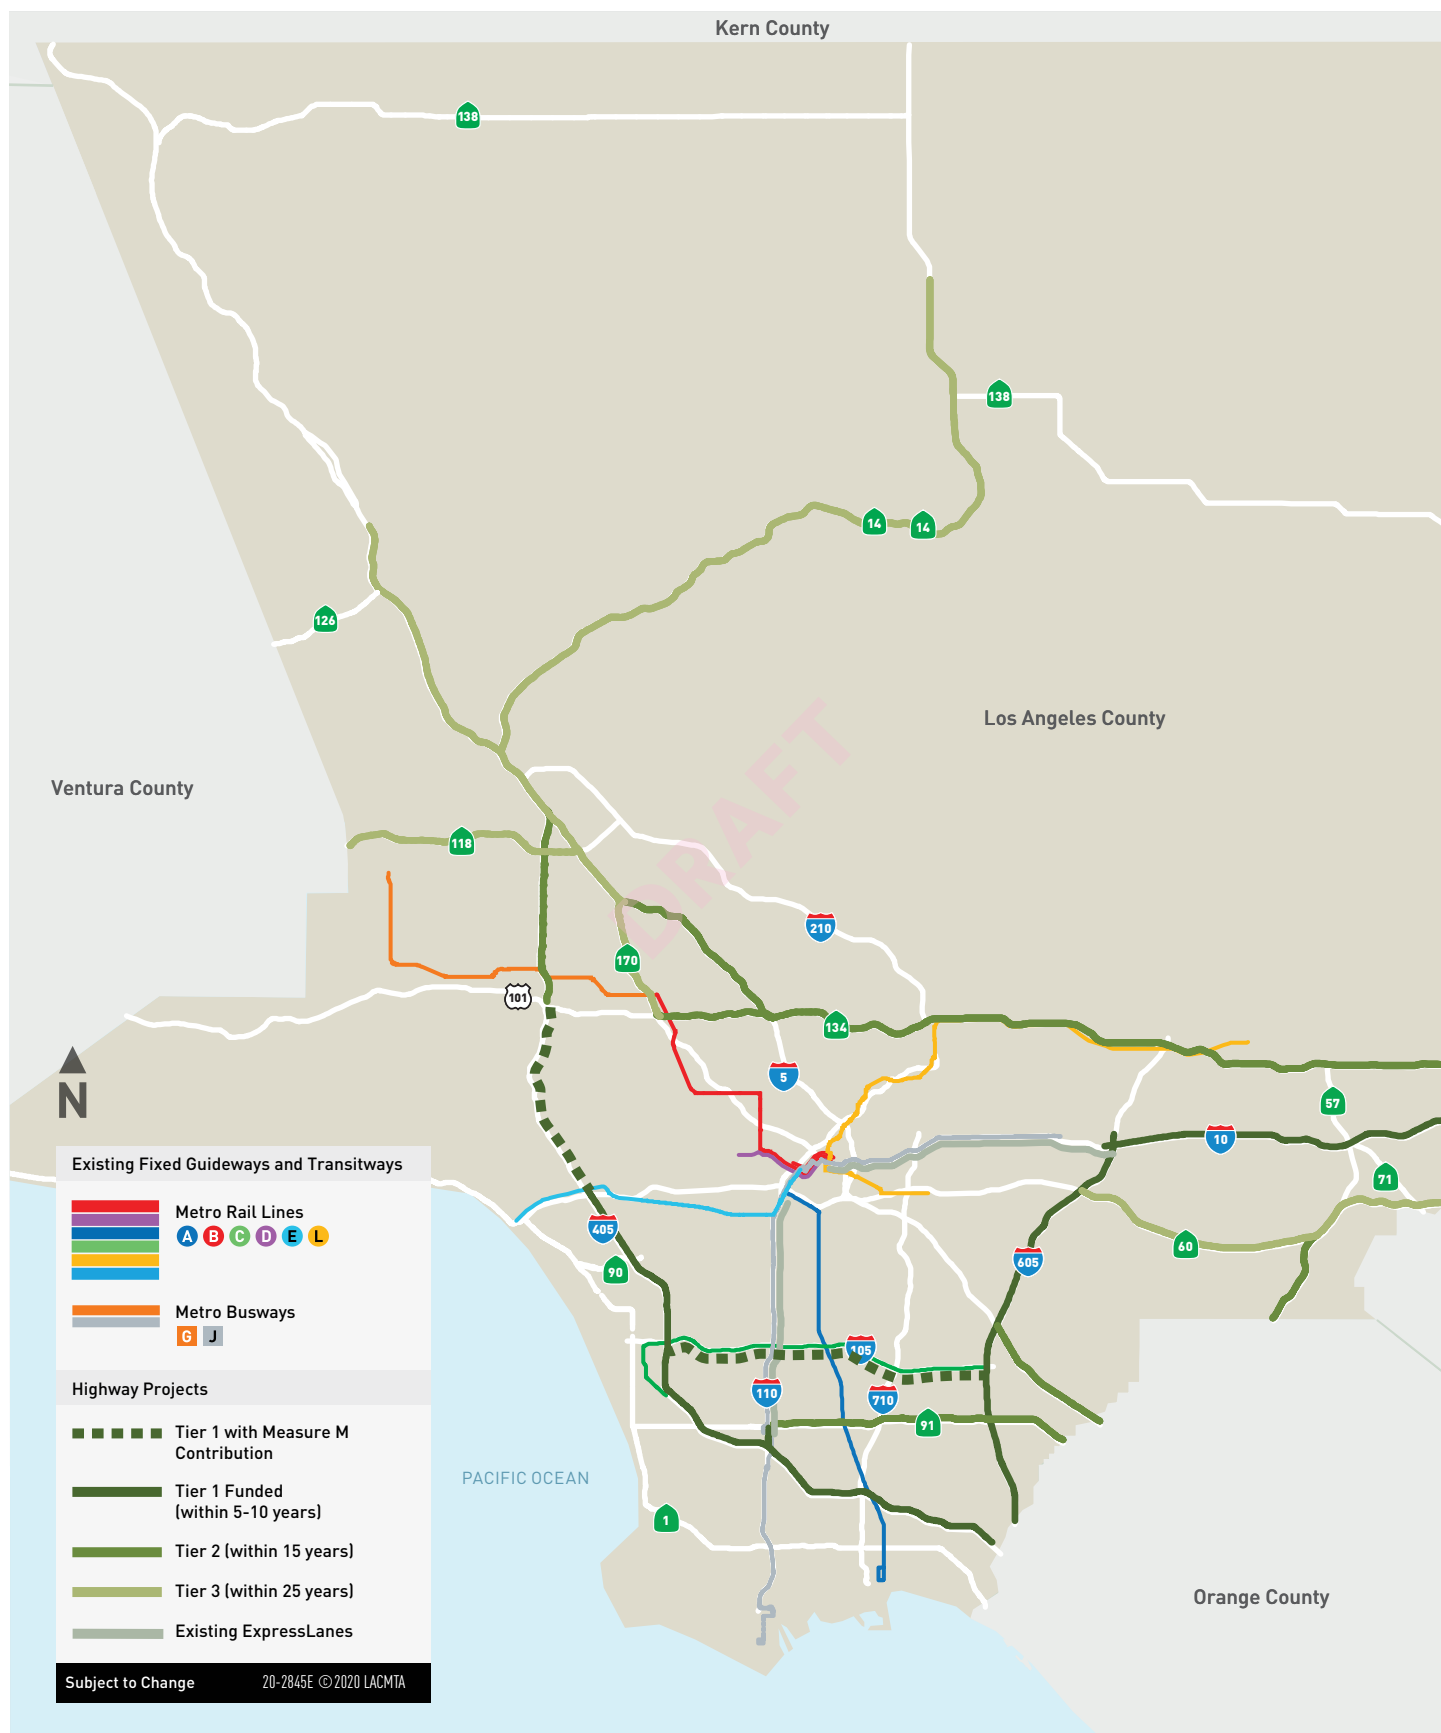 Kern County
138
138
14
14
126
Los Angeles County
Ventura County
DRAFT
118
210
170
101
134
5
N
57
10
71
405
60
605
90
105
110
710
91
PACIFIC OCEAN
1
Orange County
Existing Fixed Guideways and Transitways
Metro Rail Lines
A B C D E L
Metro Busways
G J
Highway Projects
Tier 1 with Measure M
Contribution
Tier 1 Funded
(within 5-10 years)
Tier 2 (within 15 years)
Tier 3 (within 25 years)
Existing ExpressLanes
Subject to Change 20-2845E ©2020 LACMTA